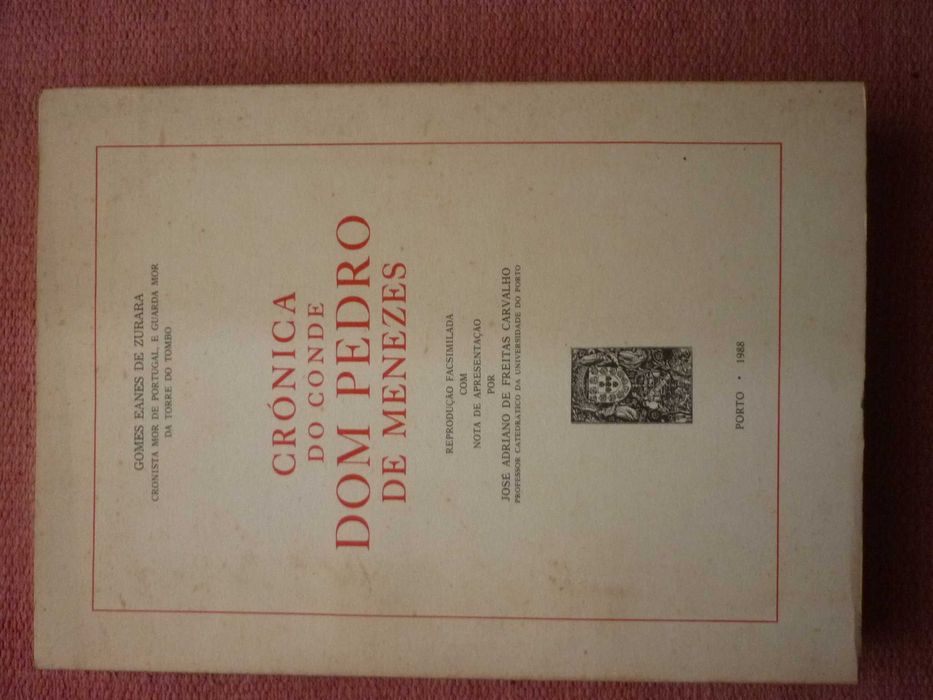 GOMES EANES DE ZURARA
CRONISTA MOR DE PORTUGAL, E GUARDA MOR
DA TORRE DO TOMBO
CRÓNICA
DO CONDE
DOM PEDRO
DE MENEZES
REPRODUÇÃO FACSIMILADA
COM
NOTA DE APRESENTAÇÃO
POR
JOSÉ ADRIANO DE FREITAS CARVALHO
PROFESSOR CATEDRÁTICO DA UNIVERSIDADE DO PORTO
PORTO • 1988